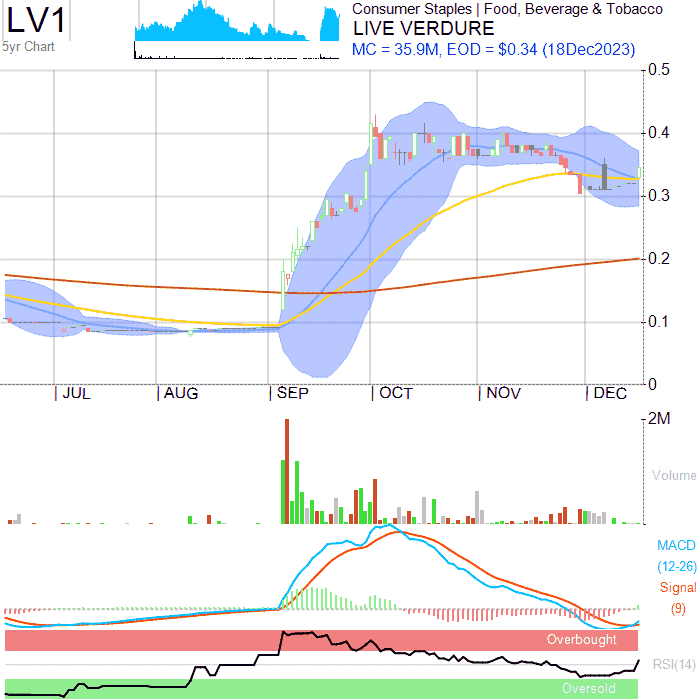 LV1
5yr Chart
Consumer Staples | Food, Beverage & Tobacco
LIVE VERDURE
MC = 35.9M, EOD = $0.34 (18Dec2023)
0.5
0.4
0.3
0.2
0.1
0
| JUL | AUG | SEP | OCT | NOV | DEC
2M
Volume
MACD
(12-26)
Signal
(9)
Overbought
RSI(14)
Oversold